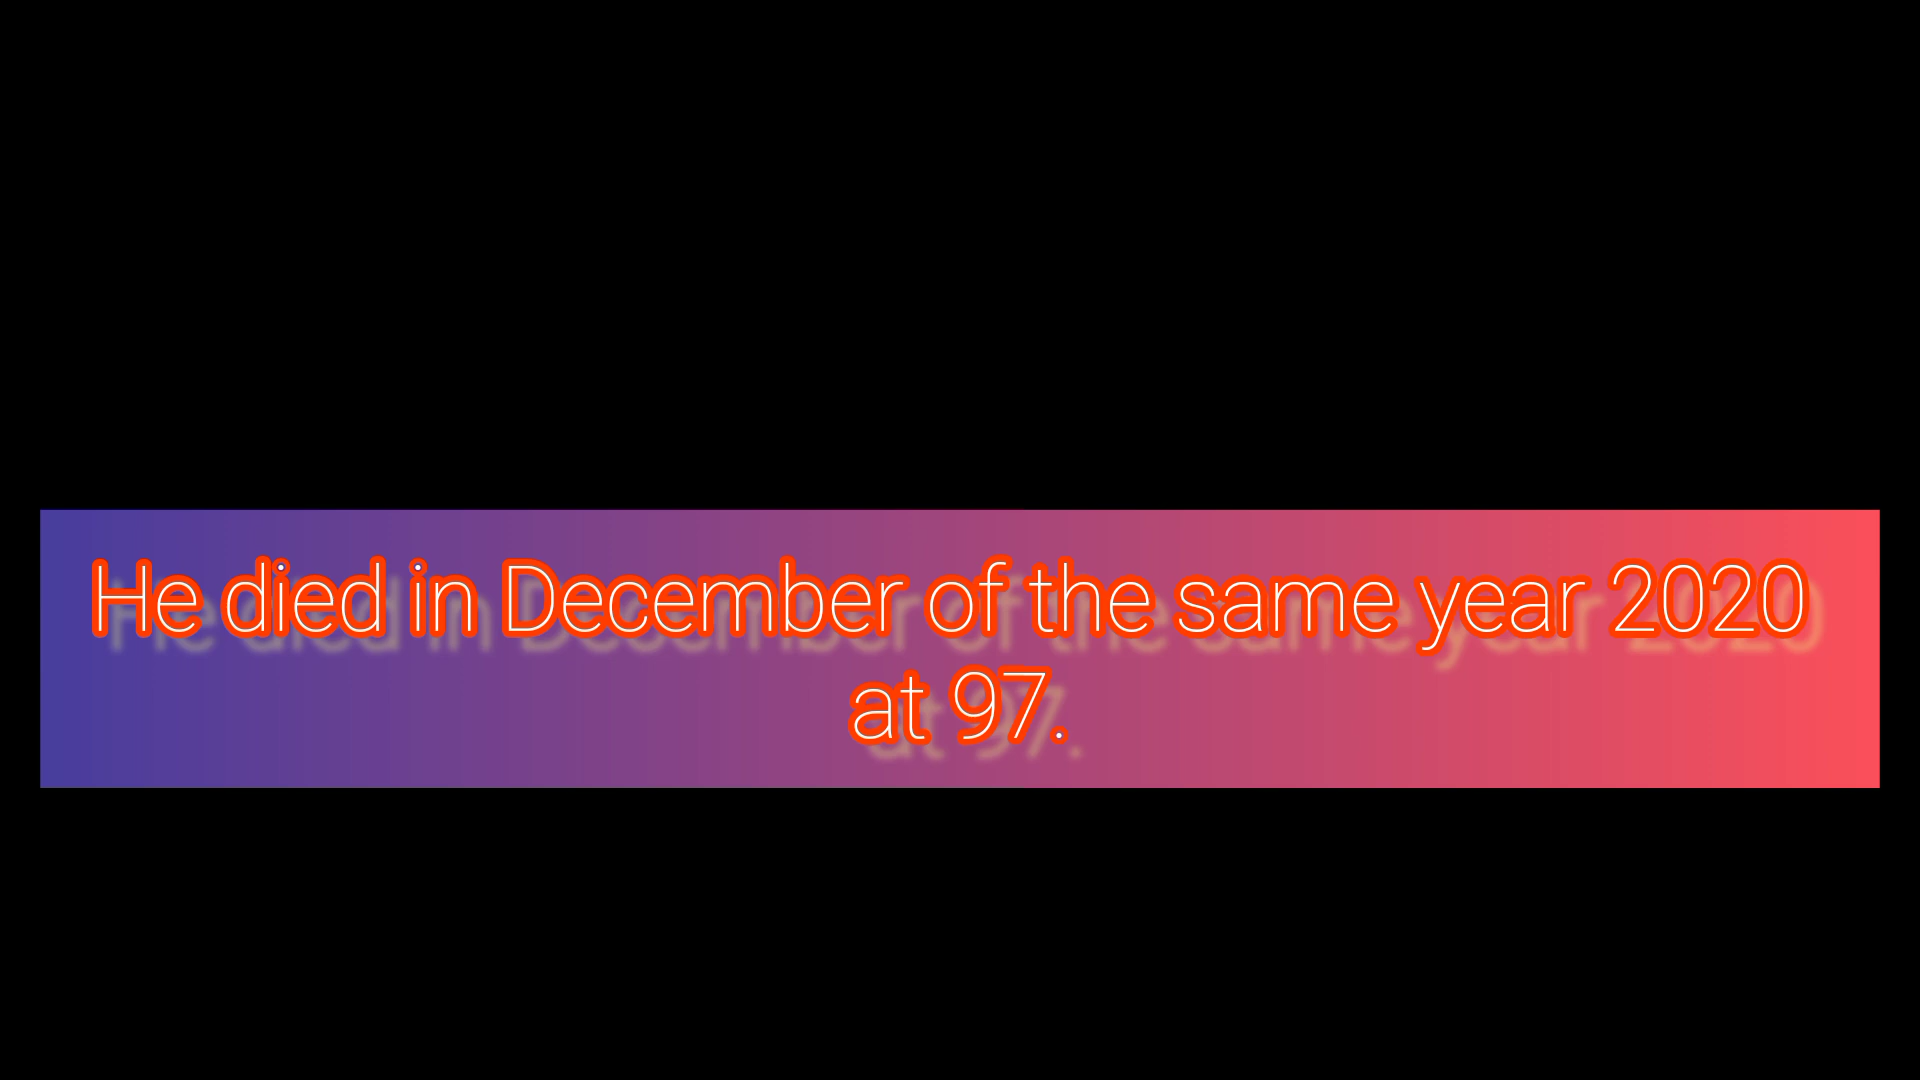 He died in December of the same year 2020
at 97.